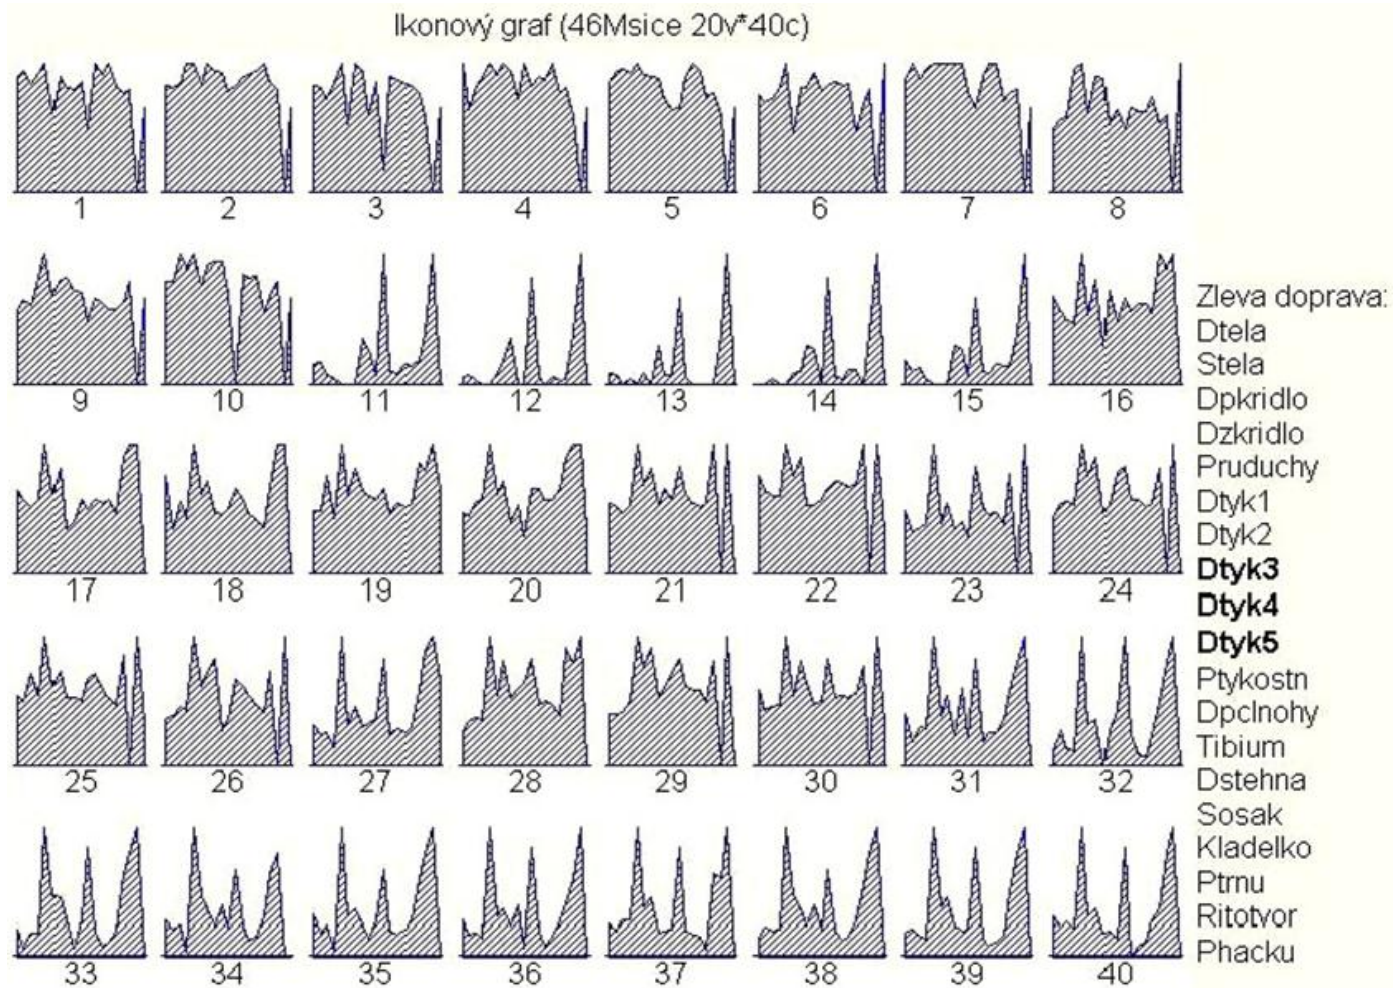 Ikonový graf (46Msice 20v*40c)
1 2 3 4 5 6 7 8
9 10 11 12 13 14 15 16
17 18 19 20 21 22 23 24
25 26 27 28 29 30 31 32
33 34 35 36 37 38 39 40
Zleva doprava:
Dtela
Stela
Dpkridlo
Dzkridlo
Pruduchy
Dtyk1
Dtyk2
Dtyk3
Dtyk4
Dtyk5
Ptykostn
Dpclnohy
Tibium
Dstehna
Sosak
Kladelko
Ptrnu
Ritotvor
Phacku